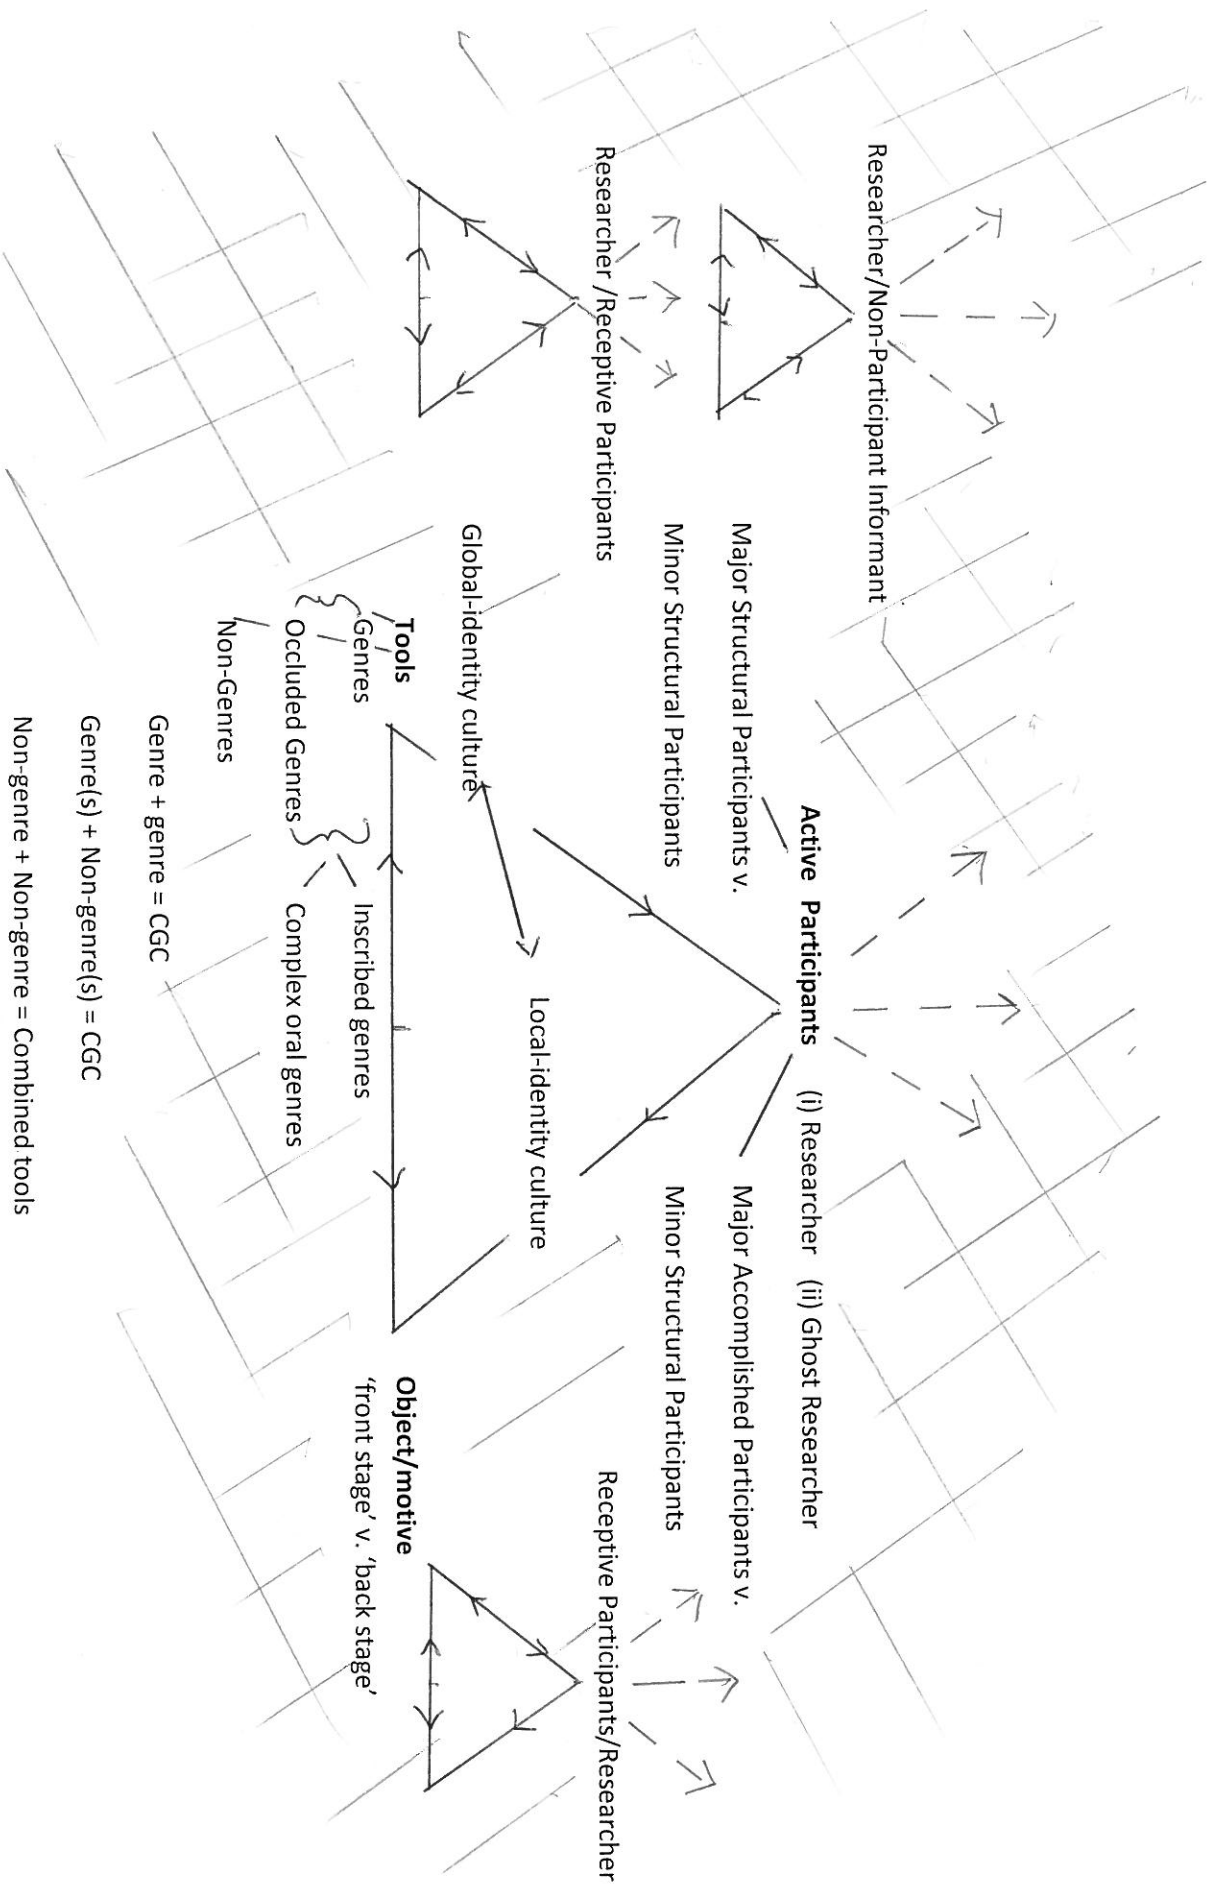 Researcher/Non-Participant Informant
Active Participants (i) Researcher (ii) Ghost Researcher
Major Structural Participants v.
Minor Structural Participants
Major Accomplished Participants v.
Minor Structural Participants
Researcher /Receptive Participants
Receptive Participants/Researcher
Global-identity culture
Local-identity culture
Tools
Genres
Occluded Genres
Non-Genres
Inscribed genres
Complex oral genres
Object/motive
‘front stage’ v. ‘back stage’
Genre + genre = CGC
Genre(s) + Non-genre(s) = CGC
Non-genre + Non-genre = Combined tools